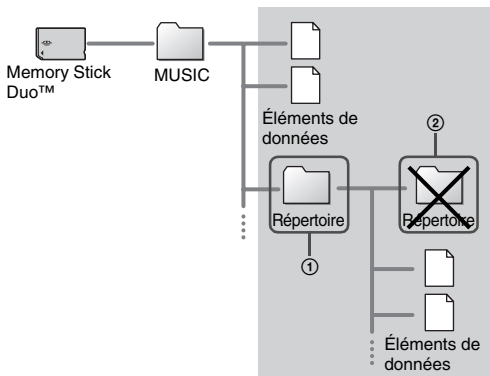 Memory Stick
Duo™
MUSIC
Éléments de
données
②
Répertoire
Répertoire
①
Éléments de
données